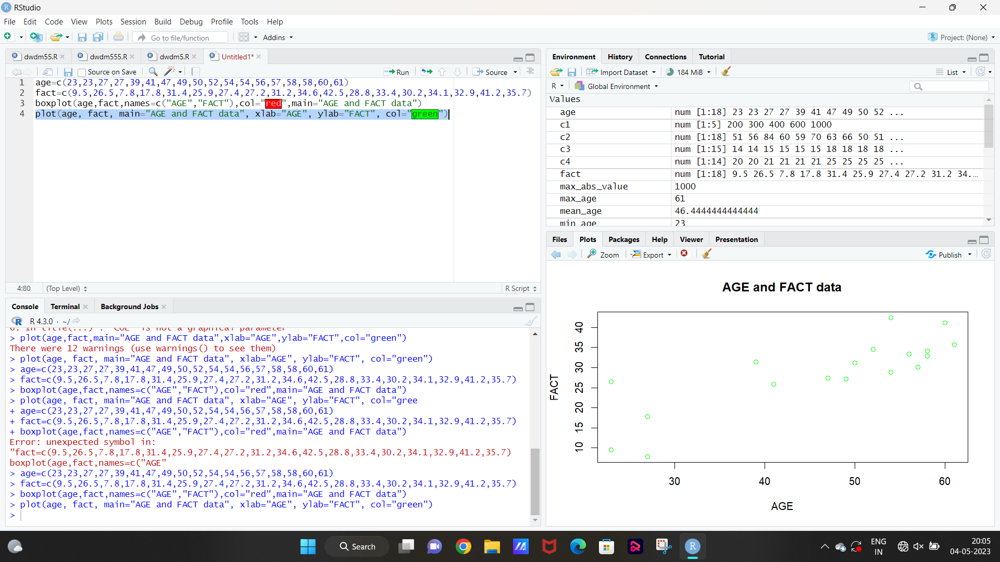 RStudio
File Edit Code View Plots Session Build Debug Profile Tools Help
Go to file/function Addins Project: (None)
dwdm55.R dwdm555.R dwdm5.R Untitled1*
Source on Save Run Source
1 age=c(23,23,27,27,39,41,47,49,50,52,54,54,56,57,58,58,60,61)
2 fact=c(9.5,26.5,7.8,17.8,31.4,25.9,27.4,27.2,31.2,34.6,42.5,28.8,33.4,30.2,34.1,32.9,41.2,35.7)
3 boxplot(age,fact,names=c("AGE","FACT"),col="red",main="AGE and FACT data")
4 plot(age, fact, main="AGE and FACT data", xlab="AGE", ylab="FACT", col="green")
4:80 (Top Level) R Script
Console Terminal Background Jobs
R 4.3.0 · ~/
> plot(age,fact,main="AGE and FACT data",xlab="AGE",ylab="FACT",col="green")
There were 12 warnings (use warnings() to see them)
> plot(age, fact, main="AGE and FACT data", xlab="AGE", ylab="FACT", col="green")
> age=c(23,23,27,27,39,41,47,49,50,52,54,54,56,57,58,58,60,61)
> fact=c(9.5,26.5,7.8,17.8,31.4,25.9,27.4,27.2,31.2,34.6,42.5,28.8,33.4,30.2,34.1,32.9,41.2,35.7)
> boxplot(age,fact,names=c("AGE","FACT"),col="red",main="AGE and FACT data")
> plot(age, fact, main="AGE and FACT data", xlab="AGE", ylab="FACT", col="gree
+ age=c(23,23,27,27,39,41,47,49,50,52,54,54,56,57,58,58,60,61)
+ fact=c(9.5,26.5,7.8,17.8,31.4,25.9,27.4,27.2,31.2,34.6,42.5,28.8,33.4,30.2,34.1,32.9,41.2,35.7)
+ boxplot(age,fact,names=c("AGE","FACT"),col="red",main="AGE and FACT data")
Error: unexpected symbol in:
"fact=c(9.5,26.5,7.8,17.8,31.4,25.9,27.4,27.2,31.2,34.6,42.5,28.8,33.4,30.2,34.1,32.9,41.2,35.7)
boxplot(age,fact,names=c("AGE"
> age=c(23,23,27,27,39,41,47,49,50,52,54,54,56,57,58,58,60,61)
> fact=c(9.5,26.5,7.8,17.8,31.4,25.9,27.4,27.2,31.2,34.6,42.5,28.8,33.4,30.2,34.1,32.9,41.2,35.7)
> boxplot(age,fact,names=c("AGE","FACT"),col="red",main="AGE and FACT data")
> plot(age, fact, main="AGE and FACT data", xlab="AGE", ylab="FACT", col="green")
>
Environment History Connections Tutorial
Import Dataset 184 MiB List
R Global Environment
Values
age num [1:18] 23 23 27 27 39 41 47 49 50 52 ...
c1 num [1:5] 200 300 400 600 1000
c2 num [1:18] 51 56 84 60 59 70 63 66 50 51 ...
c3 num [1:15] 14 14 15 15 15 15 18 18 18 18 ...
c4 num [1:14] 20 20 21 21 21 21 25 25 25 25 ...
fact num [1:18] 9.5 26.5 7.8 17.8 31.4 25.9 27.4 27.2 31.2 34.…
max_abs_value 1000
max_age 61
mean_age 46.4444444444444
min_age 23
Files Plots Packages Help Viewer Presentation
Zoom Export Publish
AGE and FACT data
FACT
40
35
30
25
20
15
10
30 40 50 60
AGE
Search
ENG
IN
20:05
04-05-2023